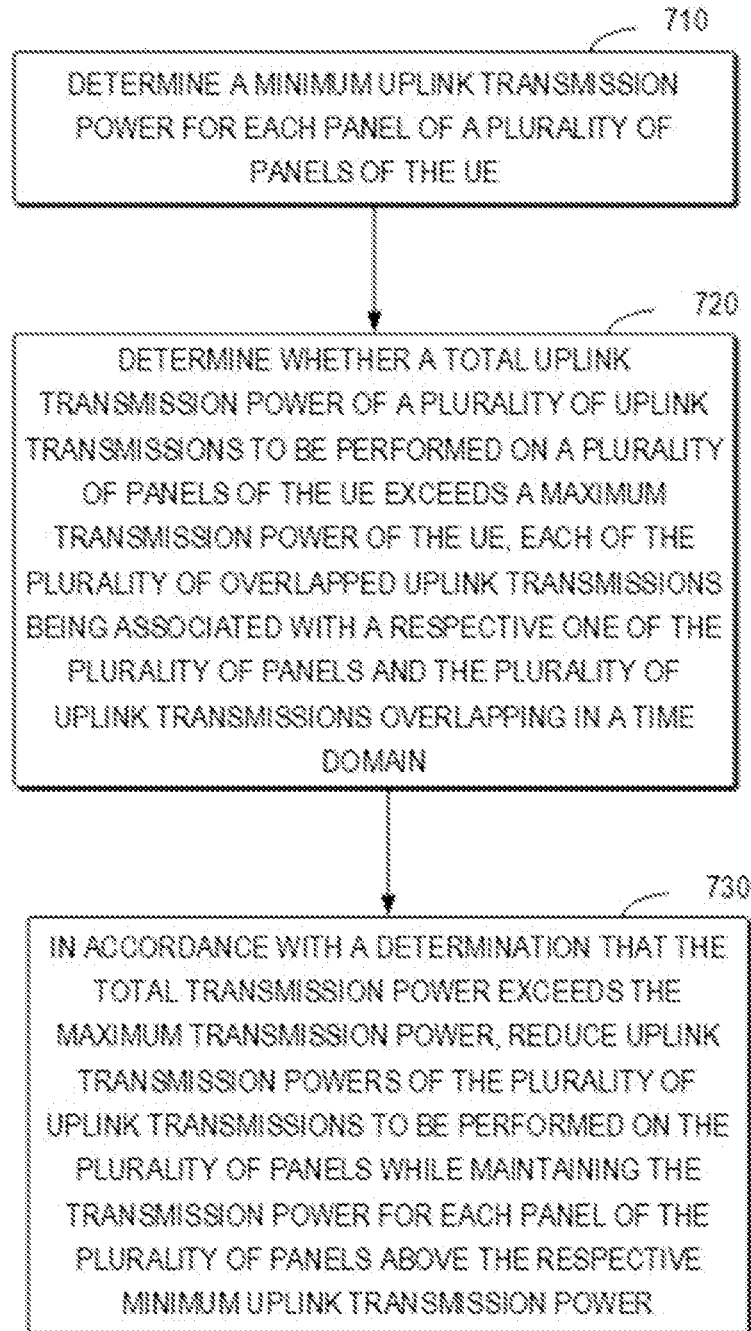 710
DETERMINE A MINIMUM UPLINK TRANSMISSION
POWER FOR EACH PANEL OF A PLURALITY OF
PANELS OF THE UE
720
DETERMINE WHETHER A TOTAL UPLINK
TRANSMISSION POWER OF A PLURALITY OF UPLINK
TRANSMISSIONS TO BE PERFORMED ON A PLURALITY
OF PANELS OF THE UE EXCEEDS A MAXIMUM
TRANSMISSION POWER OF THE UE, EACH OF THE
PLURALITY OF OVERLAPPED UPLINK TRANSMISSIONS
BEING ASSOCIATED WITH A RESPECTIVE ONE OF THE
PLURALITY OF PANELS AND THE PLURALITY OF
UPLINK TRANSMISSIONS OVERLAPPING IN A TIME
DOMAIN
730
IN ACCORDANCE WITH A DETERMINATION THAT THE
TOTAL TRANSMISSION POWER EXCEEDS THE
MAXIMUM TRANSMISSION POWER, REDUCE UPLINK
TRANSMISSION POWERS OF THE PLURALITY OF
UPLINK TRANSMISSIONS TO BE PERFORMED ON THE
PLURALITY OF PANELS WHILE MAINTAINING THE
TRANSMISSION POWER FOR EACH PANEL OF THE
PLURALITY OF PANELS ABOVE THE RESPECTIVE
MINIMUM UPLINK TRANSMISSION POWER